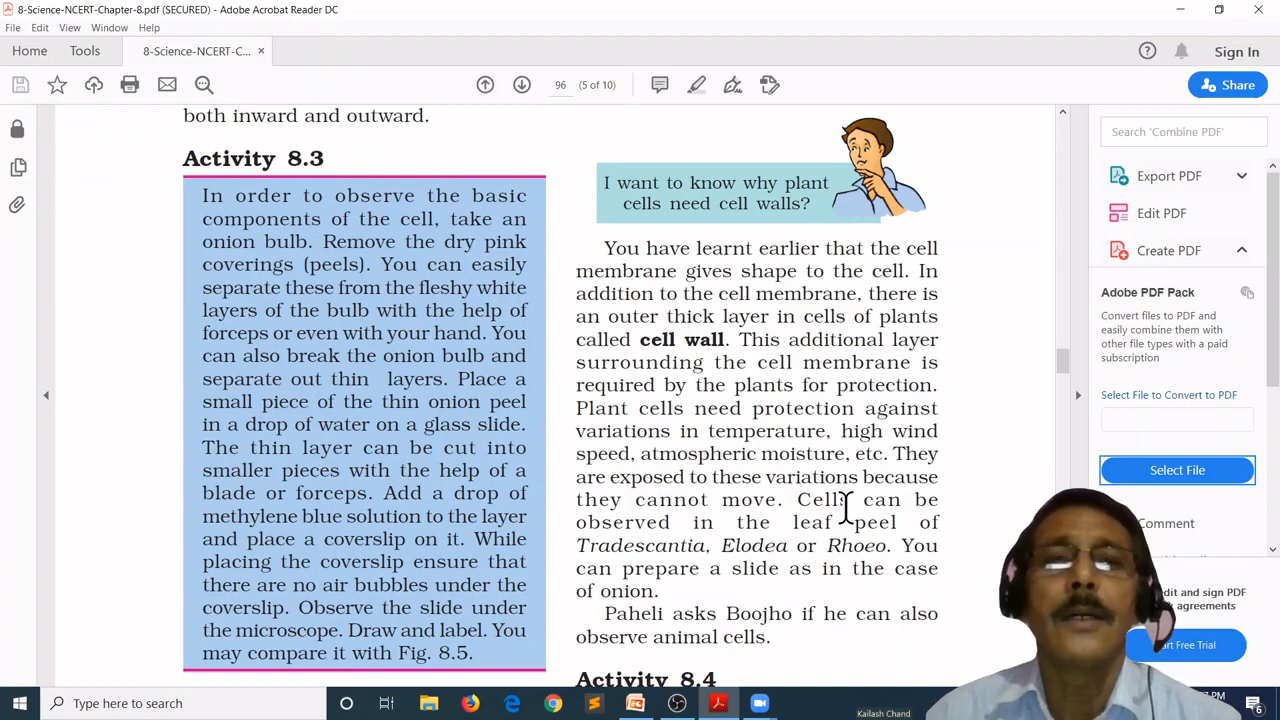 8-Science-NCERT-Chapter-8.pdf (SECURED) - Adobe Acrobat Reader DC
File Edit View Window Help
Home Tools 8-Science-NCERT-C... Sign In
96 (5 of 10) Share
both inward and outward.
Activity 8.3
In order to observe the basic
components of the cell, take an
onion bulb. Remove the dry pink
coverings (peels). You can easily
separate these from the fleshy white
layers of the bulb with the help of
forceps or even with your hand. You
can also break the onion bulb and
separate out thin layers. Place a
small piece of the thin onion peel
in a drop of water on a glass slide.
The thin layer can be cut into
smaller pieces with the help of a
blade or forceps. Add a drop of
methylene blue solution to the layer
and place a coverslip on it. While
placing the coverslip ensure that
there are no air bubbles under the
coverslip. Observe the slide under
the microscope. Draw and label. You
may compare it with Fig. 8.5.
I want to know why plant
cells need cell walls?
You have learnt earlier that the cell
membrane gives shape to the cell. In
addition to the cell membrane, there is
an outer thick layer in cells of plants
called cell wall. This additional layer
surrounding the cell membrane is
required by the plants for protection.
Plant cells need protection against
variations in temperature, high wind
speed, atmospheric moisture, etc. They
are exposed to these variations because
they cannot move. Cells can be
observed in the leaf peel of
Tradescantia, Elodea or Rhoeo. You
can prepare a slide as in the case
of onion.
Paheli asks Boojho if he can also
observe animal cells.
Activity 8.4
Search 'Combine PDF'
Export PDF
Edit PDF
Create PDF
Adobe PDF Pack
Convert files to PDF and
easily combine them with
other file types with a paid
subscription
Select File to Convert to PDF
Select File
Comment
edit and sign PDF
agreements
Start Free Trial
Type here to search
PM
6
Kailash Chand